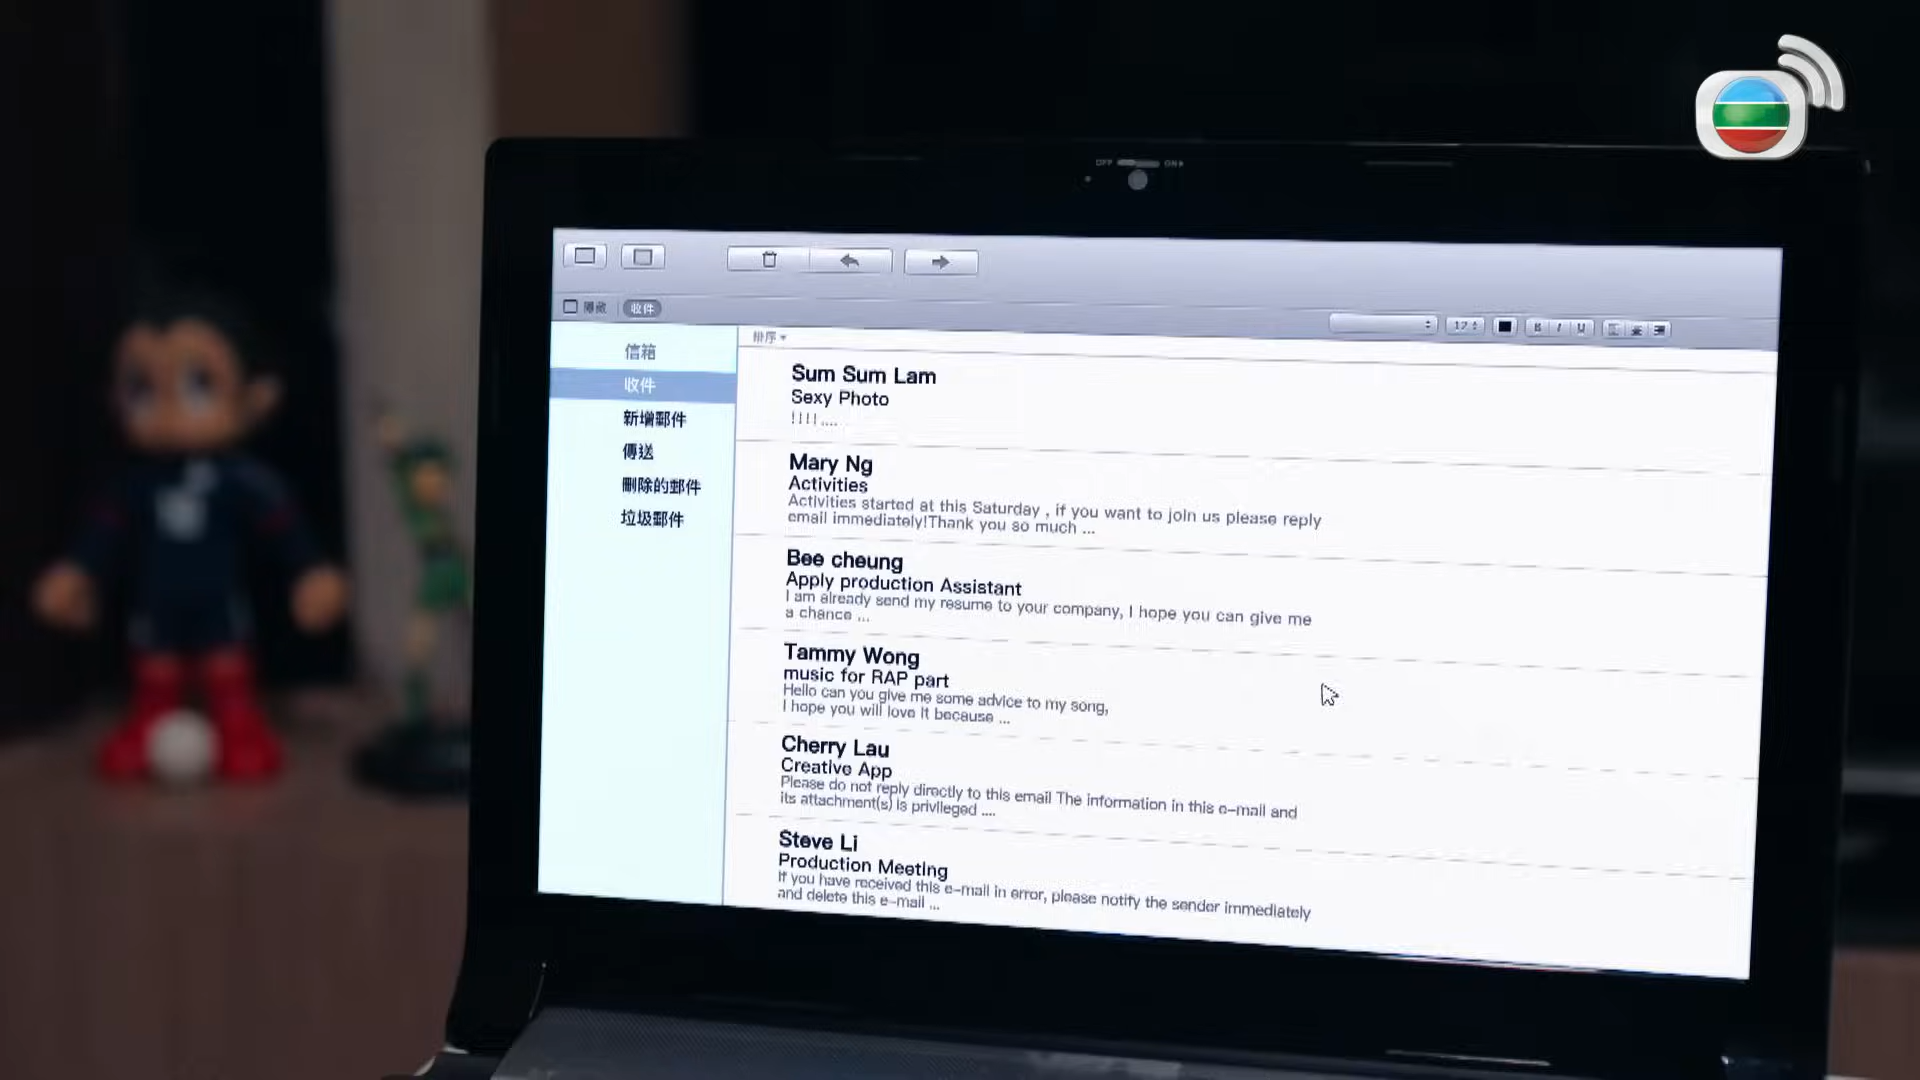 OFF ON
隱藏 收件
12 B I U
信箱
收件
新增郵件
傳送
刪除的郵件
垃圾郵件
排序
Sum Sum Lam
Sexy Photo
!!!! ....
Mary Ng
Activities
Activities started at this Saturday , if you want to join us please reply
email immediately!Thank you so much ...
Bee cheung
Apply production Assistant
I am already send my resume to your company, I hope you can give me
a chance ...
Tammy Wong
music for RAP part
Hello can you give me some advice to my song,
I hope you will love it because ...
Cherry Lau
Creative App
Please do not reply directly to this email The information in this e-mail and
its attachment(s) is privileged ....
Steve Li
Production Meeting
If you have received this e-mail in error, please notify the sender immediately
and delete this e-mail ...